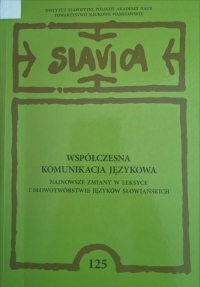 INSTYTUT SLAWISTYKI POLSKIEJ AKADEMII NAUK
TOWARZYSTWO NAUKOWE WARSZAWSKIE
SLAVICA
WSPÓŁCZESNA
KOMUNIKACJA JĘZYKOWA
NAJNOWSZE ZMIANY W LEKSYCE
I SŁOWOTWÓRSTWIE JĘZYKÓW SŁOWIAŃSKICH
125